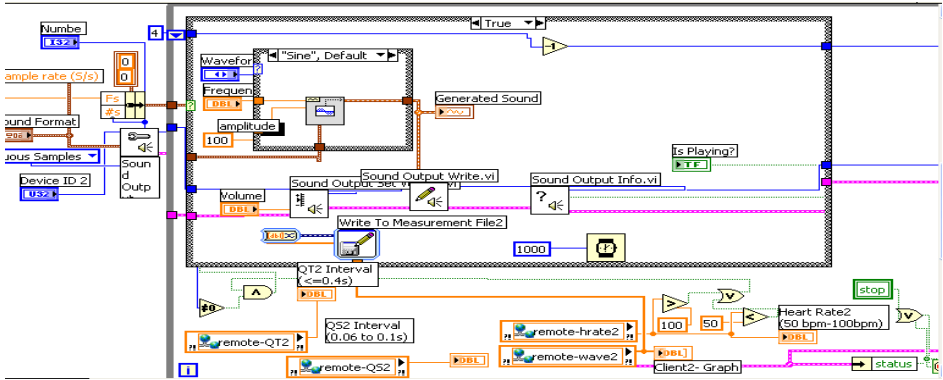 Numbe
I32
4
True
-1
ample rate (S/s)
0
0
Fs
#s
ound Format
uous Samples
Soun
d
Outp
Device ID 2
U32
Wavefor
"Sine", Default
Frequen
DBL
amplitude
100
Generated Sound
Is Playing?
TF
Volume
DBL
Sound Output Set
Sound Output Write.vi
Sound Output Info.vi
Write To Measurement File2
1000
QT2 Interval
(<=0.4s)
DBL
≠0
remote-QT2
QS2 Interval
(0.06 to 0.1s)
remote-QS2
DBL
remote-hrate2
remote-wave2
DBL
Client2- Graph
100
50
Heart Rate2
(50 bpm-100bpm)
DBL
stop
status
i